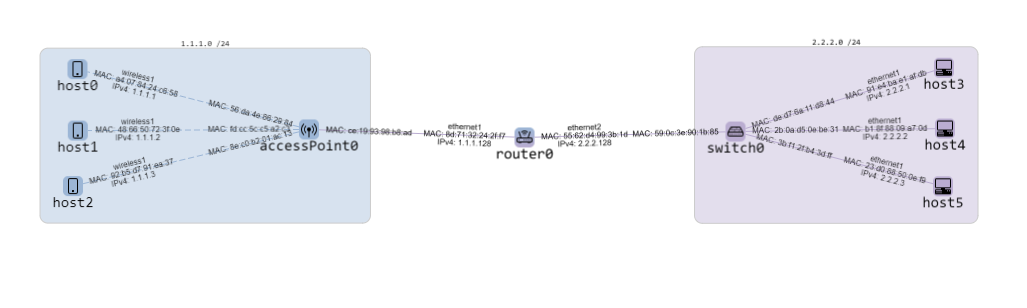 1.1.1.0 /24
2.2.2.0 /24
wireless1
MAC: a4:07:84:24:c6:58
IPv4: 1.1.1.1
host0
MAC: 56:da:4e:86:29:84
wireless1
MAC: 48:66:50:72:3f:0e
IPv4: 1.1.1.2
host1
MAC: fd:cc:5c:c5:a7:
wireless1
MAC: 92:b5:d7:91:ea:37
IPv4: 1.1.1.3
host2
MAC: 8e:c0:b2:01:ac:13
accessPoint0
MAC: ce:19:93:98:b8:ad
ethernet1
MAC: 8d:71:32:24:2f:f7
IPv4: 1.1.1.128
router0
ethernet2
MAC: 55:62:d4:99:3b:1d
IPv4: 2.2.2.128
MAC: 59:0c:3e:90:1b:85
switch0
MAC: de:d7:6a:11:d8:44
ethernet1
MAC: 91:e4:ba:e1:af:db
IPv4: 2.2.2.1
host3
MAC: 2b:0a:d5:0e:be:31
ethernet1
MAC: b1:8f:88:09:a7:0d
IPv4: 2.2.2.2
host4
MAC: 3b:f1:2f:b4:3d:ff
ethernet1
MAC: 23:d0:88:50:0e:f9
IPv4: 2.2.2.3
host5